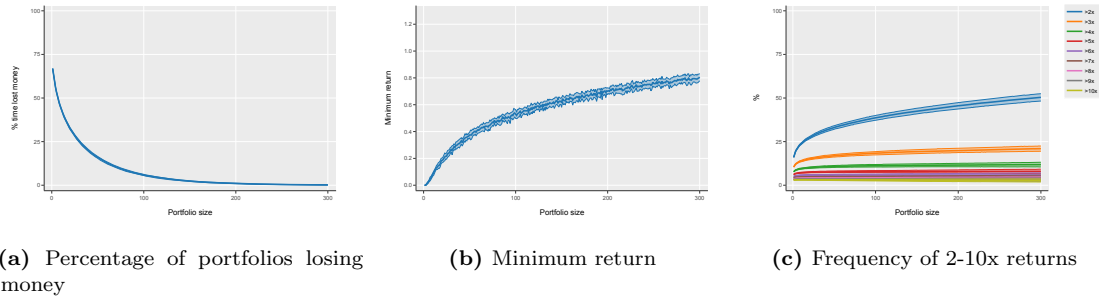 100
75
50
25
0
% time lost money
0
100
200
300
Portfolio size
1.2
1.0
0.8
0.6
0.4
0.2
0.0
Minimum return
0
100
200
300
Portfolio size
100
75
50
25
0
%
0
100
200
300
Portfolio size
>2x
>3x
>4x
>5x
>6x
>7x
>8x
>9x
>10x
(a) Percentage of portfolios losing
money
(b) Minimum return
(c) Frequency of 2-10x returns